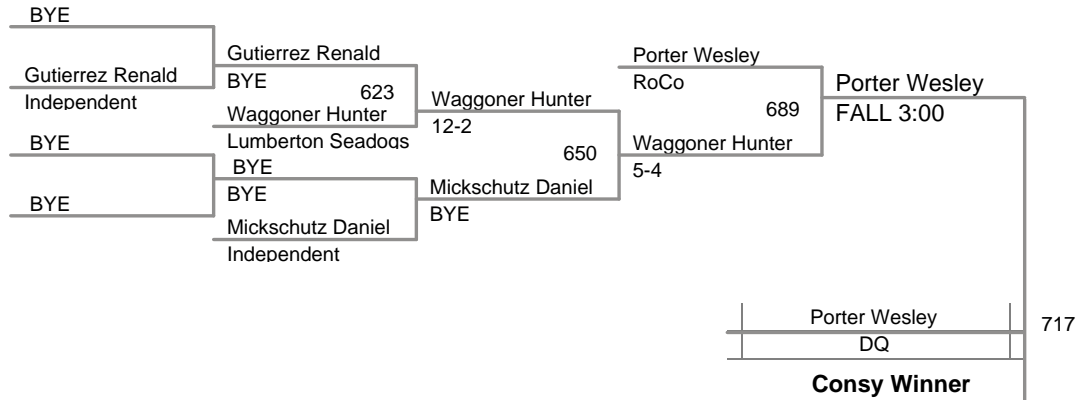 BYE
Gutierrez Renald
Independent
BYE
BYE
Gutierrez Renald
BYE
623
Waggoner Hunter
Lumberton Seadogs
BYE
BYE
Mickschutz Daniel
Independent
Waggoner Hunter
12-2
650
Mickschutz Daniel
BYE
Porter Wesley
RoCo
689
Waggoner Hunter
5-4
Porter Wesley
FALL 3:00
Porter Wesley
DQ
717
Consy Winner